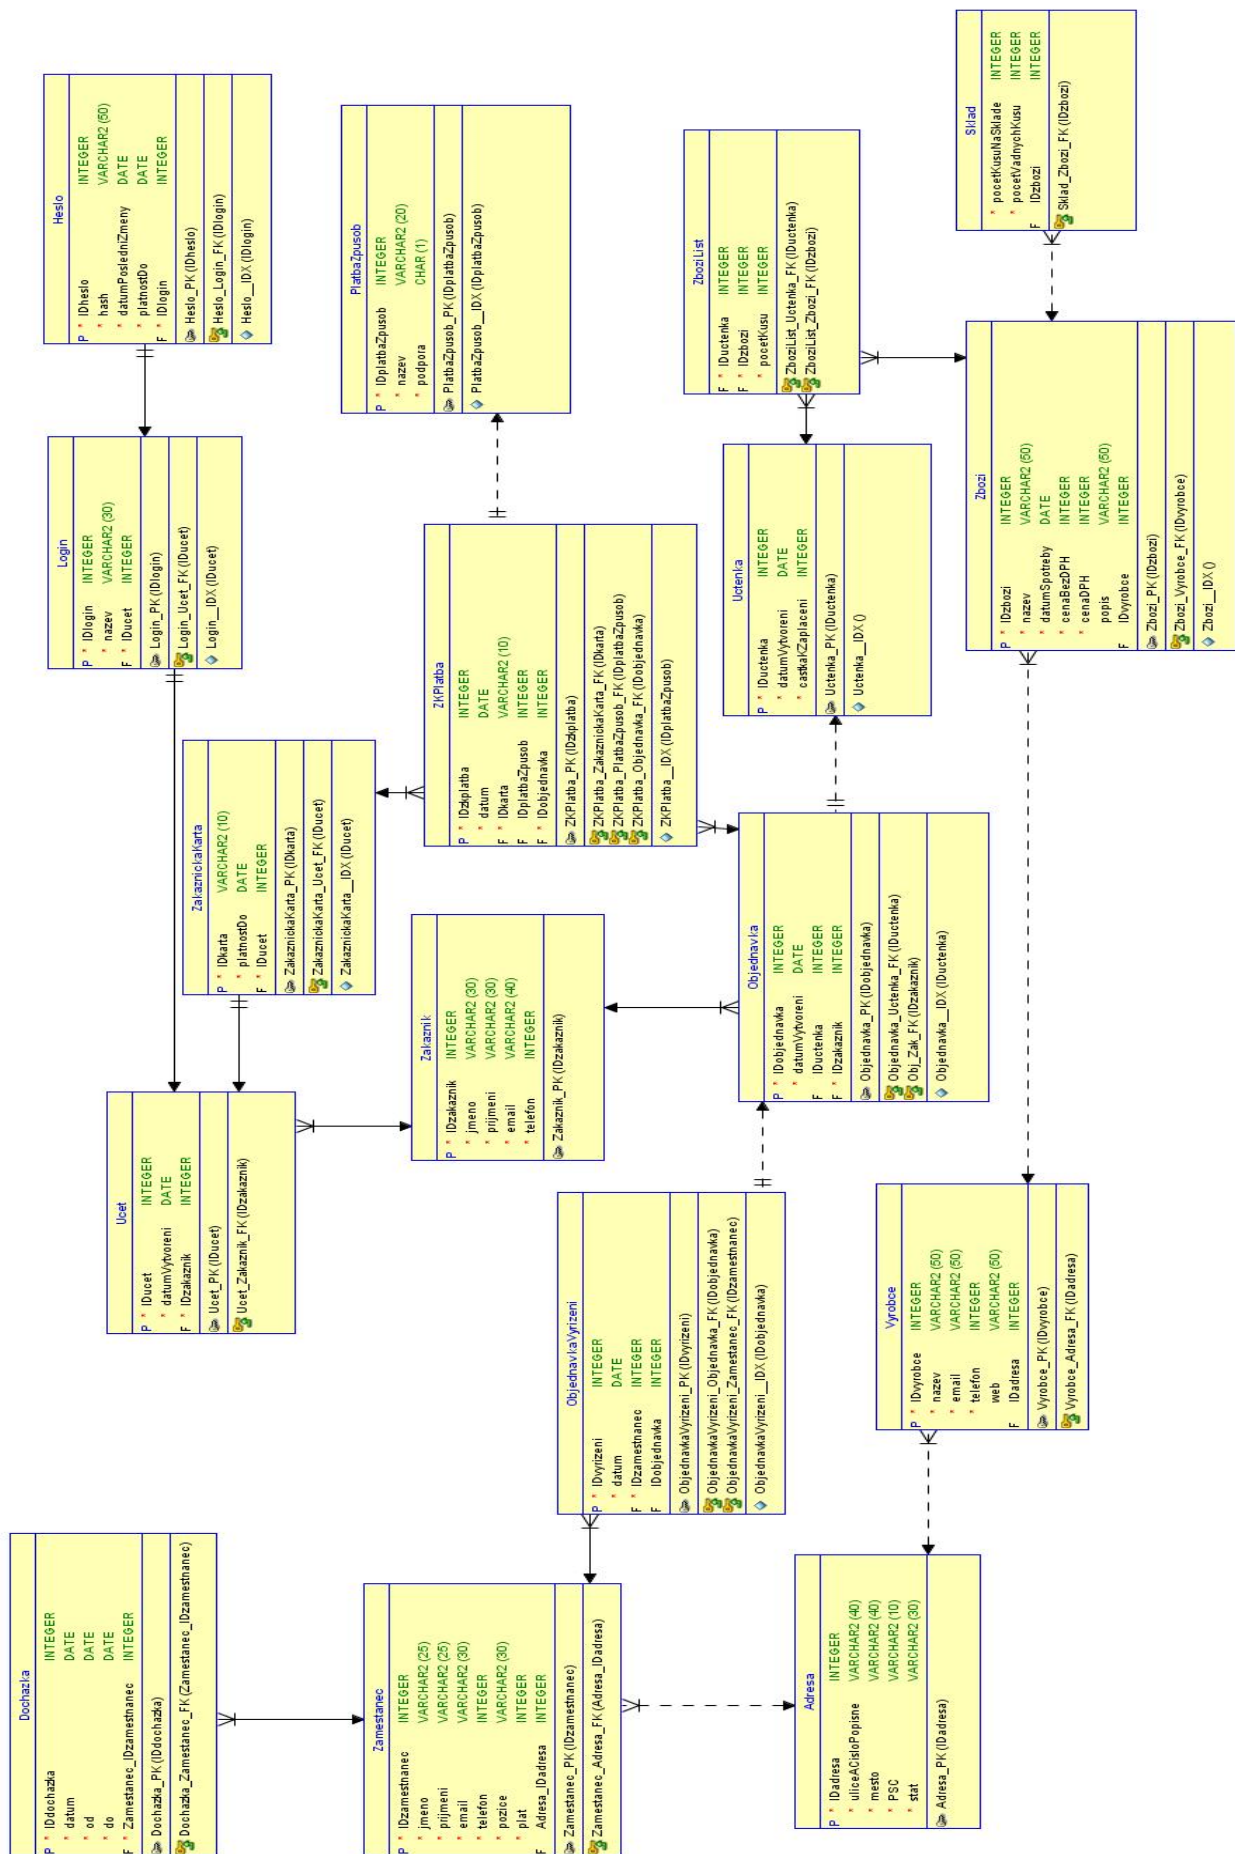 Dochazka
P * IDdochazka INTEGER
* datum DATE
* od DATE
* do DATE
F * Zamestanec_IDzamestnanec INTEGER
Dochazka_PK (IDdochazka)
Dochazka_Zamestanec_FK (Zamestanec_IDzamestnanec)
Zamestanec
P * IDzamestnanec INTEGER
* jmeno VARCHAR2 (25)
* prijmeni VARCHAR2 (25)
* email VARCHAR2 (30)
* telefon INTEGER
* pozice VARCHAR2 (30)
* plat INTEGER
F Adresa_IDadresa INTEGER
Zamestanec_PK (IDzamestnanec)
Zamestanec_Adresa_FK (Adresa_IDadresa)
Adresa
P * IDadresa INTEGER
* uliceACisloPopisne VARCHAR2 (40)
* mesto VARCHAR2 (40)
* PSC VARCHAR2 (10)
* stat VARCHAR2 (30)
Adresa_PK (IDadresa)
Ucet
P * IDucet INTEGER
* datumVytvoreni DATE
F * IDzakaznik INTEGER
Ucet_PK (IDucet)
Ucet_Zakaznik_FK (IDzakaznik)
ObjednavkaVyrizeni
P * IDvyrizeni INTEGER
* datum DATE
F * IDzamestnanec INTEGER
F IDobjednavka INTEGER
ObjednavkaVyrizeni_PK (IDvyrizeni)
ObjednavkaVyrizeni_Objednavka_FK (IDobjednavka)
ObjednavkaVyrizeni_Zamestanec_FK (IDzamestnanec)
ObjednavkaVyrizeni__IDX (IDobjednavka)
Vyrobce
P * IDvyrobce INTEGER
* nazev VARCHAR2 (50)
* email VARCHAR2 (50)
* telefon INTEGER
web VARCHAR2 (50)
F IDadresa INTEGER
Vyrobce_PK (IDvyrobce)
Vyrobce_Adresa_FK (IDadresa)
Zakaznik
P * IDzakaznik INTEGER
* jmeno VARCHAR2 (30)
* prijmeni VARCHAR2 (30)
* email VARCHAR2 (40)
* telefon INTEGER
Zakaznik_PK (IDzakaznik)
ZakaznickaKarta
P * IDkarta VARCHAR2 (10)
* platnostDo DATE
F * IDucet INTEGER
ZakaznickaKarta_PK (IDkarta)
ZakaznickaKarta_Ucet_FK (IDucet)
ZakaznickaKarta__IDX (IDucet)
Objednavka
P * IDobjednavka INTEGER
* datumVytvoreni DATE
F IDuctenka INTEGER
F * IDzakaznik INTEGER
Objednavka_PK (IDobjednavka)
Objednavka_Uctenka_FK (IDuctenka)
Obj_Zak_FK (IDzakaznik)
Objednavka__IDX (IDuctenka)
Login
P * IDlogin INTEGER
* nazev VARCHAR2 (30)
F * IDucet INTEGER
Login_PK (IDlogin)
Login_Ucet_FK (IDucet)
Login__IDX (IDucet)
ZKPlatba
P * IDzkplatba INTEGER
* datum DATE
F * IDkarta VARCHAR2 (10)
F IDplatbaZpusob INTEGER
F * IDobjednavka INTEGER
ZKPlatba_PK (IDzkplatba)
ZKPlatba_ZakaznickaKarta_FK (IDkarta)
ZKPlatba_PlatbaZpusob_FK (IDplatbaZpusob)
ZKPlatba_Objednavka_FK (IDobjednavka)
ZKPlatba__IDX (IDplatbaZpusob)
Uctenka
P * IDuctenka INTEGER
* datumVytvoreni DATE
* castkaKZaplaceni INTEGER
Uctenka_PK (IDuctenka)
Uctenka__IDX ()
Zbozi
P * IDzbozi INTEGER
* nazev VARCHAR2 (50)
* datumSpotreby DATE
* cenaBezDPH INTEGER
* cenaDPH INTEGER
popis VARCHAR2 (50)
F IDvyrobce INTEGER
Zbozi_PK (IDzbozi)
Zbozi_Vyrobce_FK (IDvyrobce)
Zbozi__IDX ()
Heslo
P * IDheslo INTEGER
* hash VARCHAR2 (50)
* datumPosledniZmeny DATE
* platnostDo DATE
F * IDlogin INTEGER
Heslo_PK (IDheslo)
Heslo_Login_FK (IDlogin)
Heslo__IDX (IDlogin)
PlatbaZpusob
P * IDplatbaZpusob INTEGER
* nazev VARCHAR2 (20)
* podpora CHAR (1)
PlatbaZpusob_PK (IDplatbaZpusob)
PlatbaZpusob__IDX (IDplatbaZpusob)
ZboziList
F * IDuctenka INTEGER
F * IDzbozi INTEGER
* pocetKusu INTEGER
ZboziList_Uctenka_FK (IDuctenka)
ZboziList_Zbozi_FK (IDzbozi)
Sklad
* pocetKusuNaSklade INTEGER
* pocetVadnychKusu INTEGER
F IDzbozi INTEGER
Sklad_Zbozi_FK (IDzbozi)